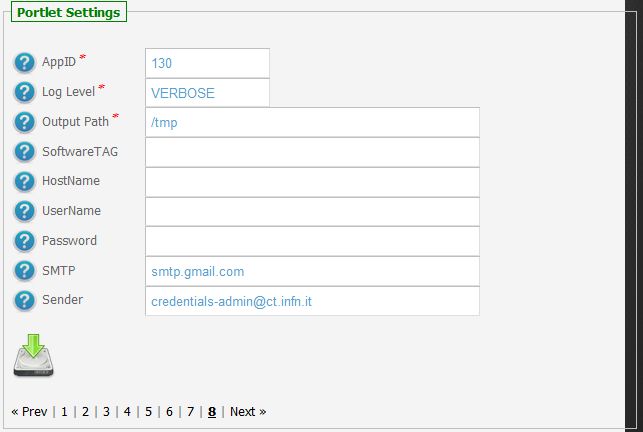 Portlet Settings
AppID * 130
Log Level * VERBOSE
Output Path * /tmp
SoftwareTAG
HostName
UserName
Password
SMTP smtp.gmail.com
Sender credentials-admin@ct.infn.it
« Prev | 1 | 2 | 3 | 4 | 5 | 6 | 7 | 8 | Next »